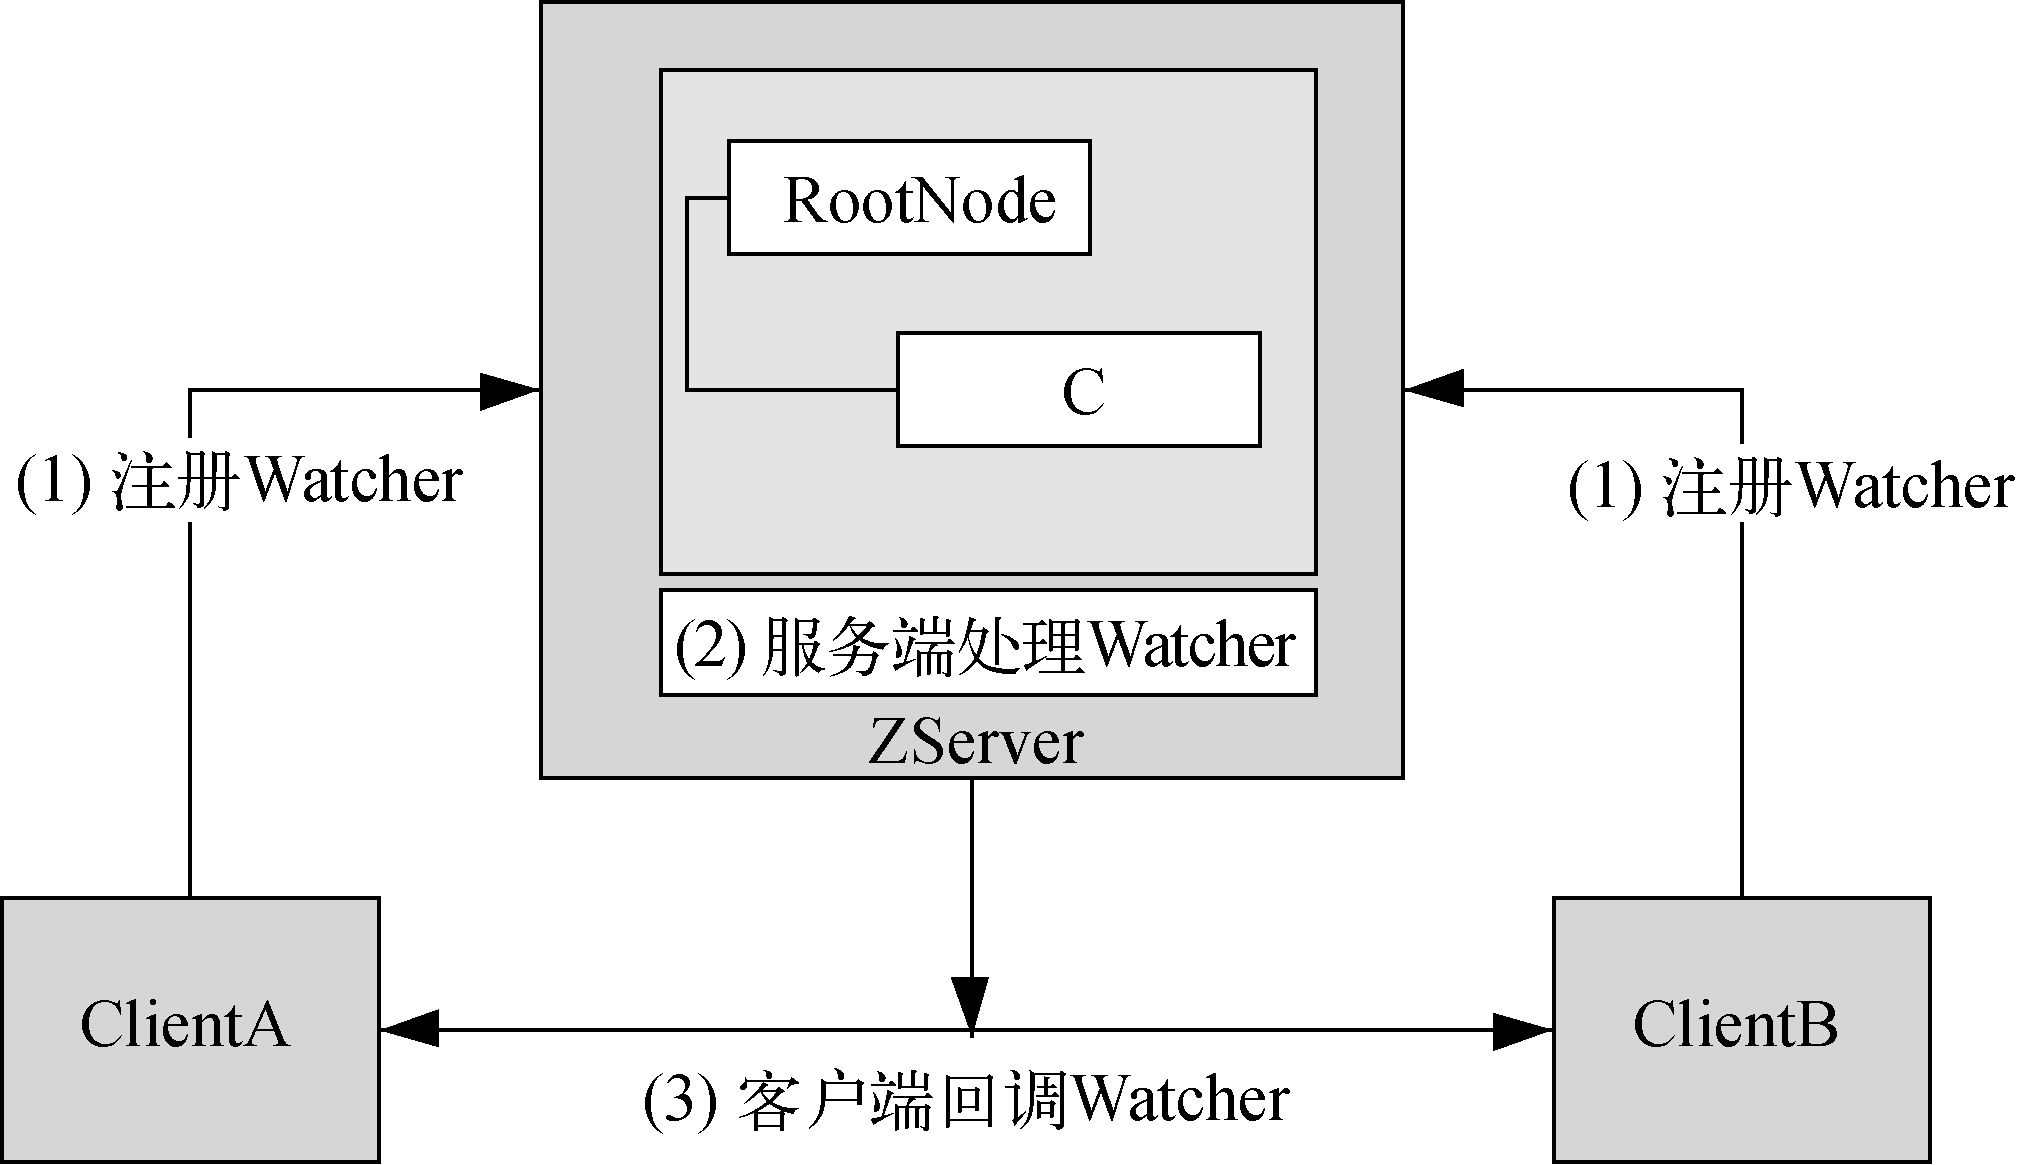 RootNode
C
(1) 注册Watcher
(1) 注册Watcher
(2) 服务端处理Watcher
ZServer
ClientA
ClientB
(3) 客户端回调Watcher